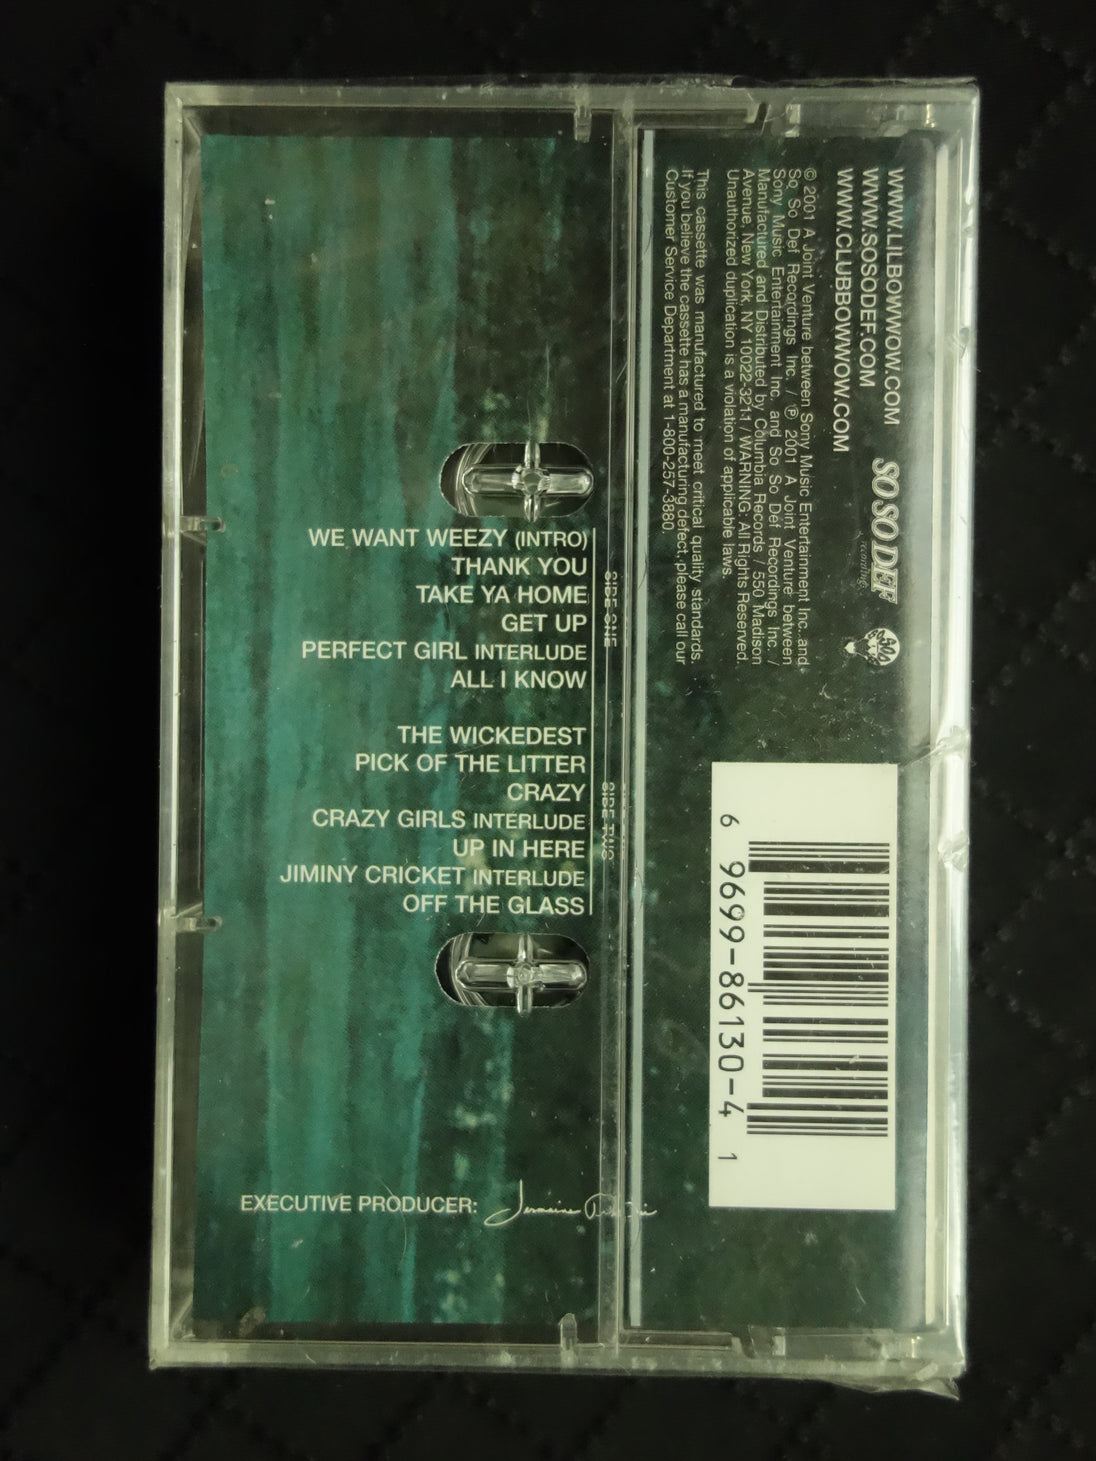 WWW.LILBOWWOW.COM
WWW.SOSODEF.COM
WWW.CLUBBOWWOW.COM
SO SO DEF
recordings
© 2001 A Joint Venture between Sony Music Entertainment Inc. and
So So Def Recordings Inc. / ℗ 2001 A Joint Venture between
Sony Music Entertainment Inc. and So So Def Recordings Inc. /
Manufactured and Distributed by Columbia Records / 550 Madison
Avenue, New York, NY 10022-3211 / WARNING: All Rights Reserved.
Unauthorized duplication is a violation of applicable laws.
This cassette was manufactured to meet critical quality standards.
If you believe the cassette has a manufacturing defect, please call our
Customer Service Department at 1-800-257-3880.
6 9699-86130-4 1
SIDE ONE
WE WANT WEEZY (INTRO)
THANK YOU
TAKE YA HOME
GET UP
PERFECT GIRL INTERLUDE
ALL I KNOW
SIDE TWO
THE WICKEDEST
PICK OF THE LITTER
CRAZY
CRAZY GIRLS INTERLUDE
UP IN HERE
JIMINY CRICKET INTERLUDE
OFF THE GLASS
EXECUTIVE PRODUCER: Jermaine Dupri